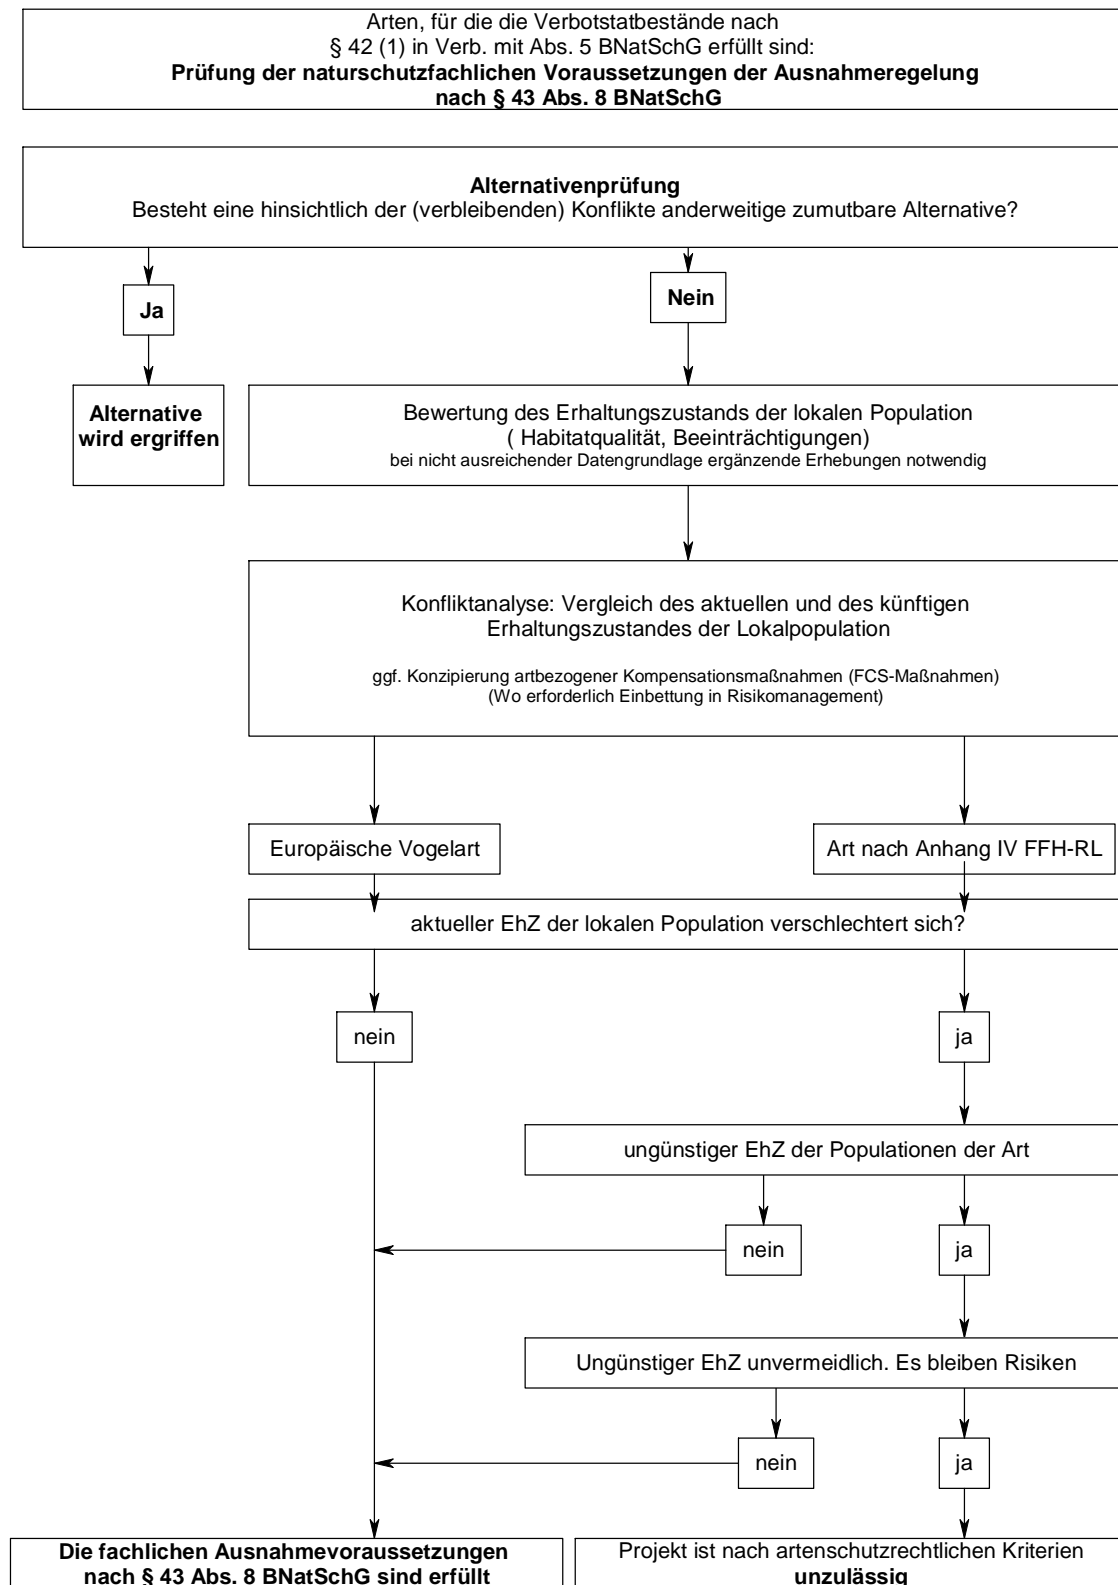 Arten, für die die Verbotstatbestände nach
§ 42 (1) in Verb. mit Abs. 5 BNatSchG erfüllt sind:
Prüfung der naturschutzfachlichen Voraussetzungen der Ausnahmeregelung
nach § 43 Abs. 8 BNatSchG
Alternativenprüfung
Besteht eine hinsichtlich der (verbleibenden) Konflikte anderweitige zumutbare Alternative?
Ja
Nein
Alternative
wird ergriffen
Bewertung des Erhaltungszustands der lokalen Population
( Habitatqualität, Beeinträchtigungen)
bei nicht ausreichender Datengrundlage ergänzende Erhebungen notwendig
Konfliktanalyse: Vergleich des aktuellen und des künftigen
Erhaltungszustandes der Lokalpopulation
ggf. Konzipierung artbezogener Kompensationsmaßnahmen (FCS-Maßnahmen)
(Wo erforderlich Einbettung in Risikomanagement)
Europäische Vogelart
Art nach Anhang IV FFH-RL
aktueller EhZ der lokalen Population verschlechtert sich?
nein
ja
ungünstiger EhZ der Populationen der Art
nein
ja
Ungünstiger EhZ unvermeidlich. Es bleiben Risiken
nein
ja
Die fachlichen Ausnahmevoraussetzungen
nach § 43 Abs. 8 BNatSchG sind erfüllt
Projekt ist nach artenschutzrechtlichen Kriterien
unzulässig